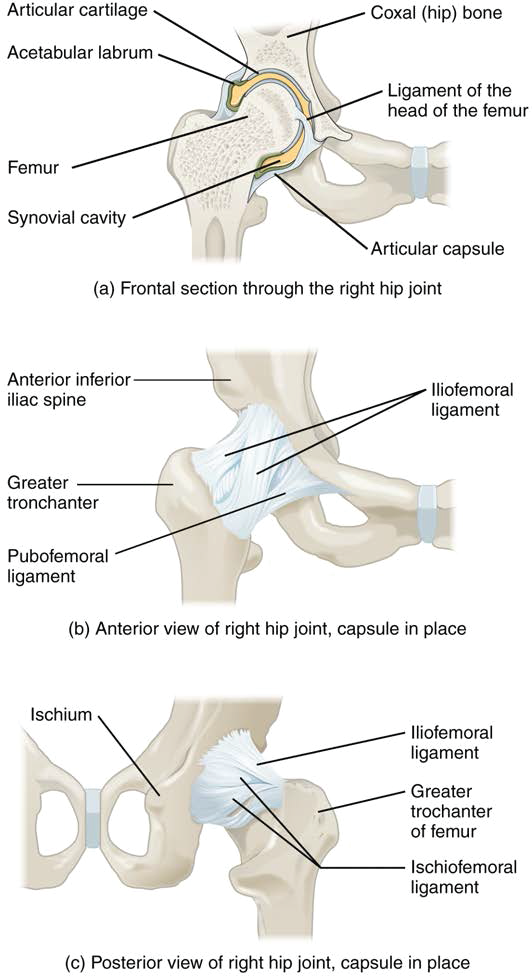 Articular cartilage
Coxal (hip) bone
Acetabular labrum
Ligament of the
head of the femur
Femur
Synovial cavity
Articular capsule
(a) Frontal section through the right hip joint
Anterior inferior
iliac spine
Iliofemoral
ligament
Greater
tronchanter
Pubofemoral
ligament
(b) Anterior view of right hip joint, capsule in place
Ischium
Iliofemoral
ligament
Greater
trochanter
of femur
Ischiofemoral
ligament
(c) Posterior view of right hip joint, capsule in place